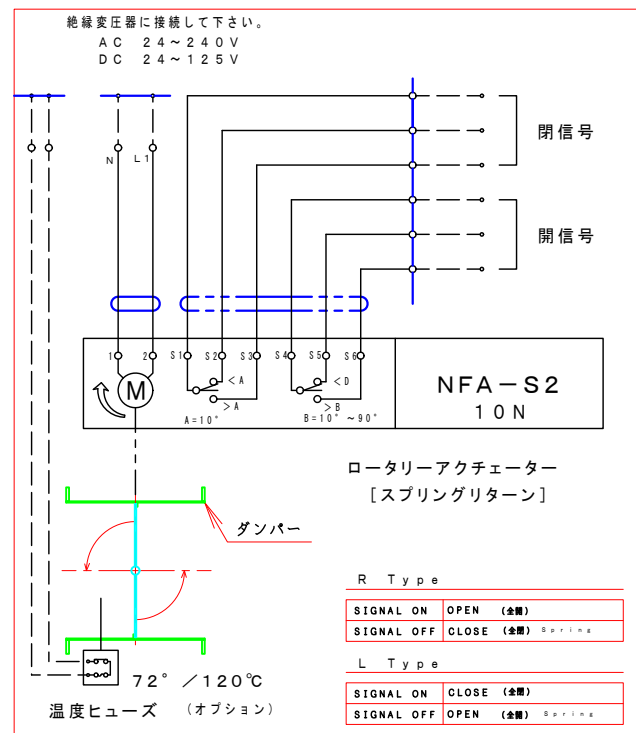 絶縁変圧器に接続して下さい。
AC 24~240V
DC 24~125V
N
L1
閉信号
開信号
1
2
S1
S2
S3
S4
S5
S6
M
<A
>A
A=10°
<D
>B
B=10°~90°
NFA-S2
10N
ロータリーアクチェーター
[スプリングリターン]
ダンパー
72° /120℃
温度ヒューズ (オプション)
R Type
SIGNAL ON OPEN (全開)
SIGNAL OFF CLOSE (全閉) Spring
L Type
SIGNAL ON CLOSE (全閉)
SIGNAL OFF OPEN (全開) Spring